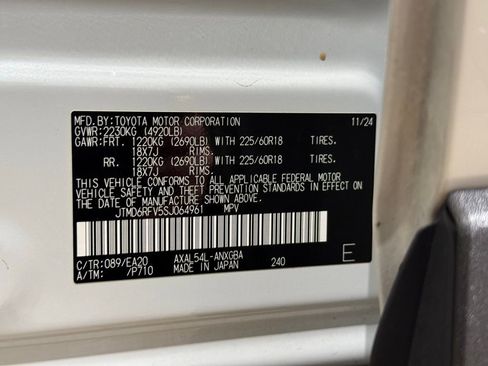 MFD.BY:TOYOTA MOTOR CORPORATION 11/24
GVWR:2230KG (4920LB)
GAWR:FRT. 1220KG (2690LB) WITH 225/60R18 TIRES.
18X7J RIMS.
RR. 1220KG (2690LB) WITH 225/60R18 TIRES.
18X7J RIMS.
THIS VEHICLE CONFORMS TO ALL APPLICABLE FEDERAL MOTOR
VEHICLE SAFETY AND THEFT PREVENTION STANDARDS IN EFFECT
ON THE DATE OF MANUFACTURE SHOWN ABOVE.
JTMD6RFV5SJ064961 MPV
C/TR:089/EA20 AXAL54L-ANXGBA
A/TM: 7P710 MADE IN JAPAN 240 E